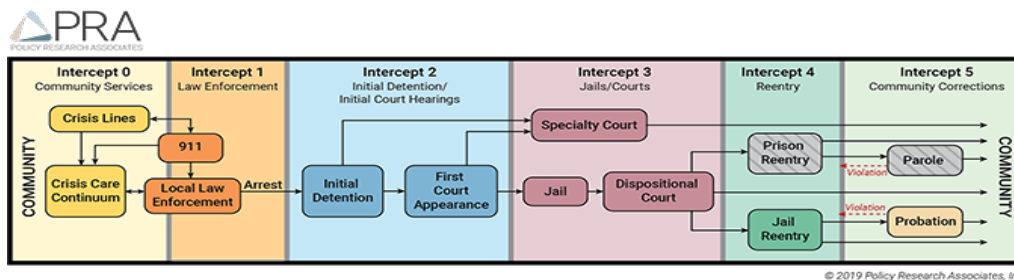 PRA
POLICY RESEARCH ASSOCIATES
Intercept 0
Community Services
Intercept 1
Law Enforcement
Intercept 2
Initial Detention/
Initial Court Hearings
Intercept 3
Jails/Courts
Intercept 4
Reentry
Intercept 5
Community Corrections
COMMUNITY
Crisis Lines
911
Crisis Care
Continuum
Local Law
Enforcement
Arrest
Initial
Detention
First
Court
Appearance
Specialty Court
Jail
Dispositional
Court
Prison
Reentry
Parole
Violation
Jail
Reentry
Violation
Probation
COMMUNITY
© 2019 Policy Research Associates,